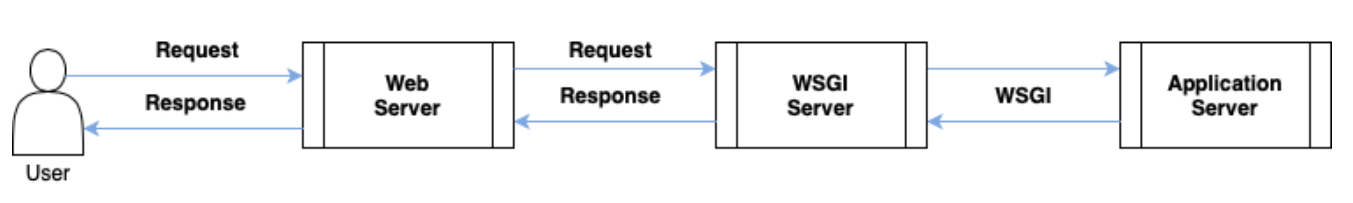 Request
Response
User
Web
Server
Request
Response
WSGI
Server
WSGI
Application
Server